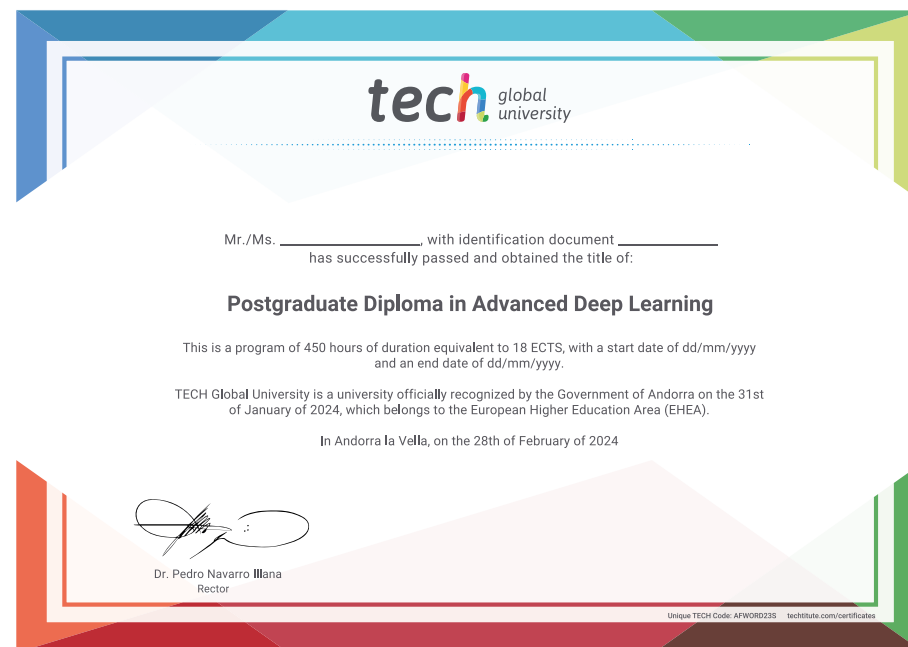 tech global university
Mr./Ms. ____________________, with identification document ______________
has successfully passed and obtained the title of:
Postgraduate Diploma in Advanced Deep Learning
This is a program of 450 hours of duration equivalent to 18 ECTS, with a start date of dd/mm/yyyy
and an end date of dd/mm/yyyy.
TECH Global University is a university officially recognized by the Government of Andorra on the 31st
of January of 2024, which belongs to the European Higher Education Area (EHEA).
In Andorra la Vella, on the 28th of February of 2024
Dr. Pedro Navarro Illana
Rector
Unique TECH Code: AFWORD23S techtitute.com/certificates